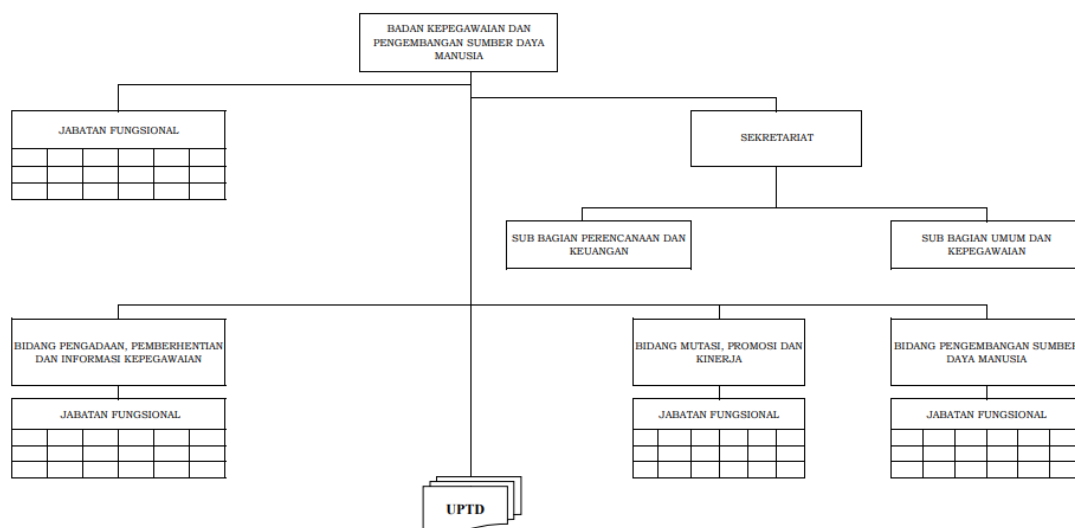 BADAN KEPEGAWAIAN DAN
PENGEMBANGAN SUMBER DAYA
MANUSIA
JABATAN FUNGSIONAL
SEKRETARIAT
SUB BAGIAN PERENCANAAN DAN
KEUANGAN
SUB BAGIAN UMUM DAN
KEPEGAWAIAN
BIDANG PENGADAAN, PEMBERHENTIAN
DAN INFORMASI KEPEGAWAIAN
BIDANG MUTASI, PROMOSI DAN
KINERJA
BIDANG PENGEMBANGAN SUMBER
DAYA MANUSIA
JABATAN FUNGSIONAL
JABATAN FUNGSIONAL
JABATAN FUNGSIONAL
UPTD